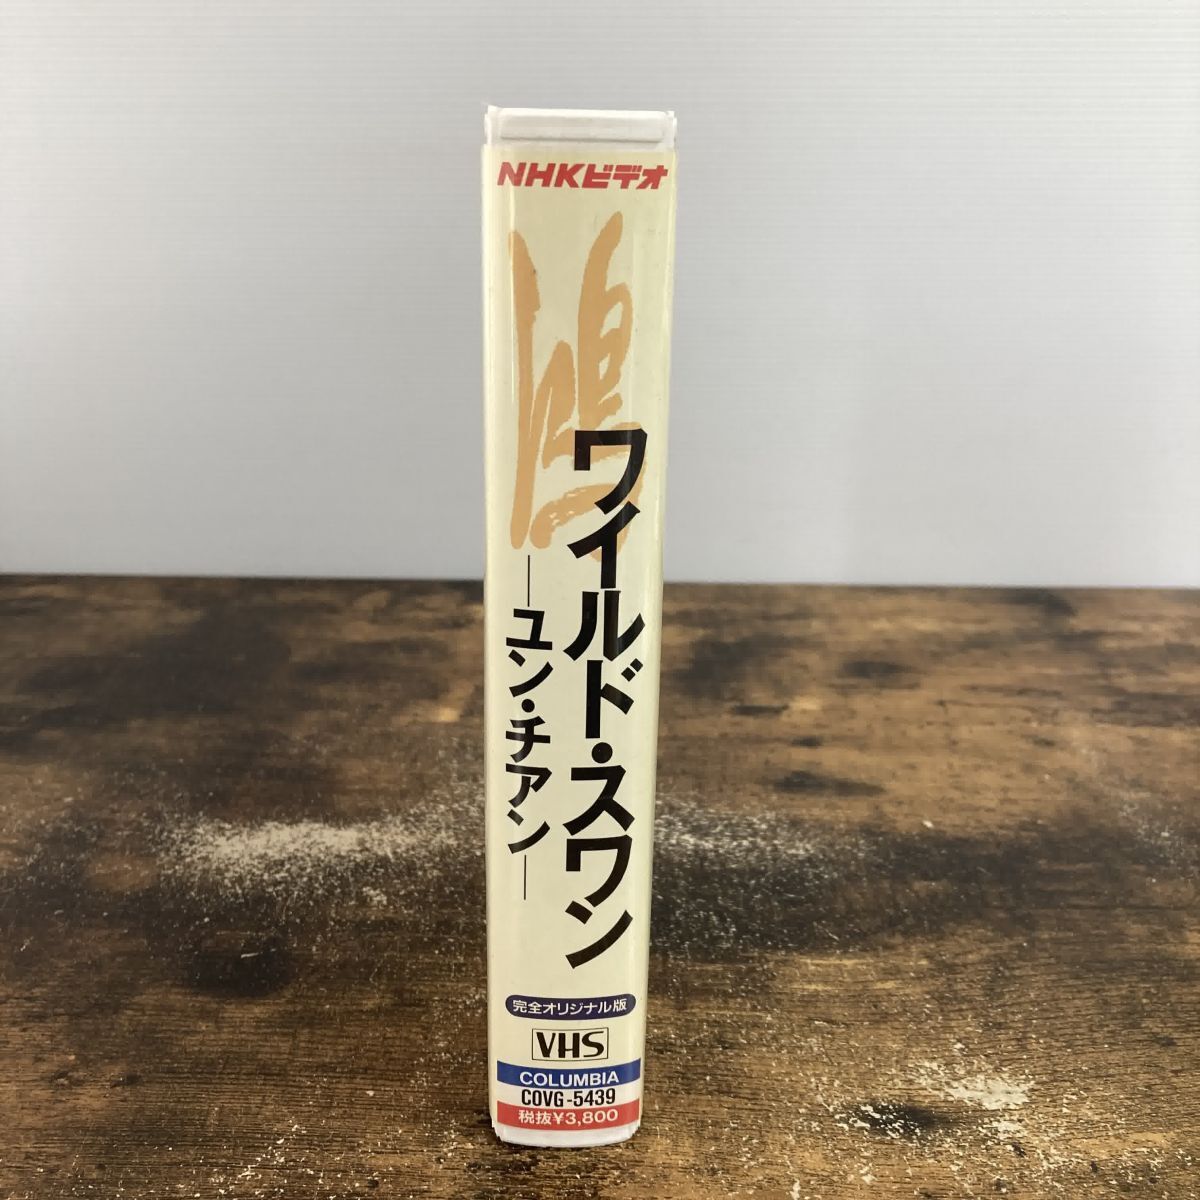 NHKビデオ
鴻
ワイルド・スワン
―ユン・チアン―
完全オリジナル版
VHS
COLUMBIA
COVG-5439
税抜¥3,800